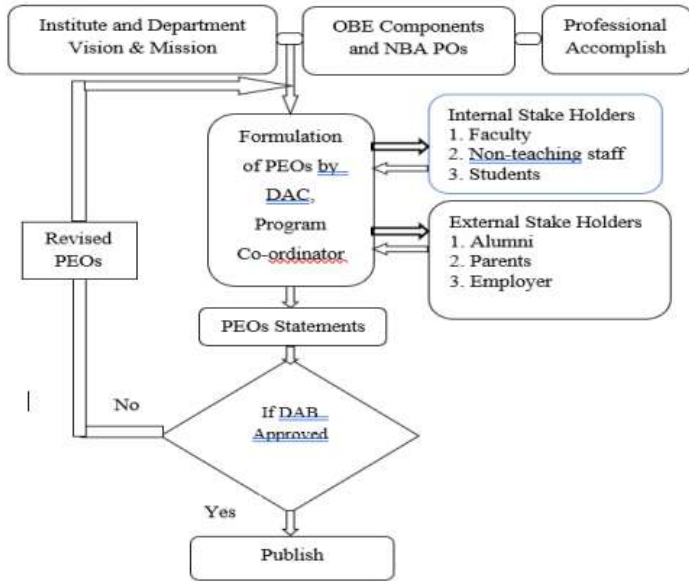 Institute and Department
Vision & Mission
OBE Components
and NBA POs
Professional
Accomplish
Formulation
of PEOs by
DAC,
Program
Co-ordinator
Internal Stake Holders
1. Faculty
2. Non-teaching staff
3. Students
External Stake Holders
1. Alumni
2. Parents
3. Employer
Revised
PEOs
PEOs Statements
If DAB
Approved
No
Yes
Publish